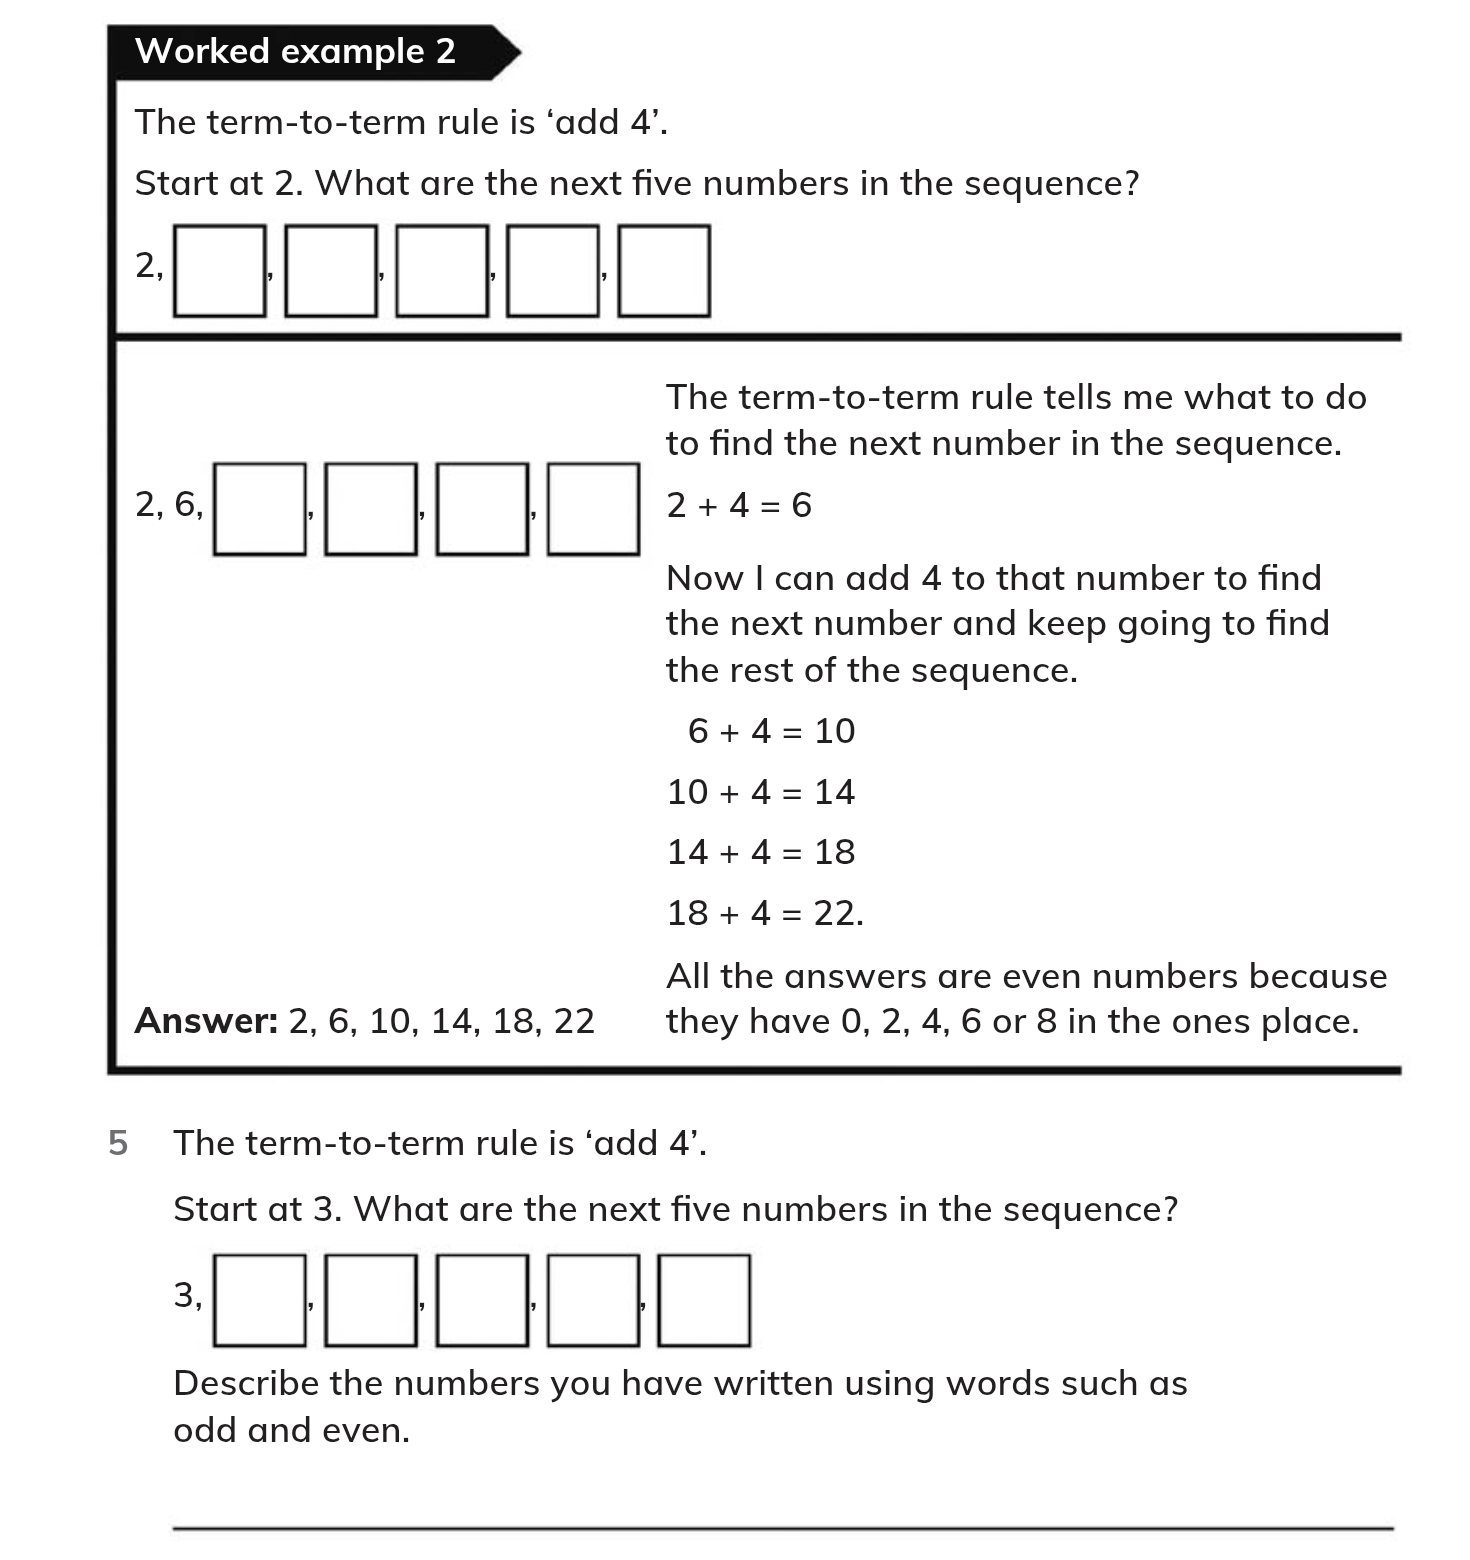 Worked example 2
The term-to-term rule is ‘add 4’.
Start at 2. What are the next five numbers in the sequence?
2, , , , ,
The term-to-term rule tells me what to do
to find the next number in the sequence.
2, 6, , , ,
2 + 4 = 6
Now I can add 4 to that number to find
the next number and keep going to find
the rest of the sequence.
6 + 4 = 10
10 + 4 = 14
14 + 4 = 18
18 + 4 = 22.
All the answers are even numbers because
they have 0, 2, 4, 6 or 8 in the ones place.
Answer: 2, 6, 10, 14, 18, 22
5 The term-to-term rule is ‘add 4’.
Start at 3. What are the next five numbers in the sequence?
3, , , , ,
Describe the numbers you have written using words such as
odd and even.